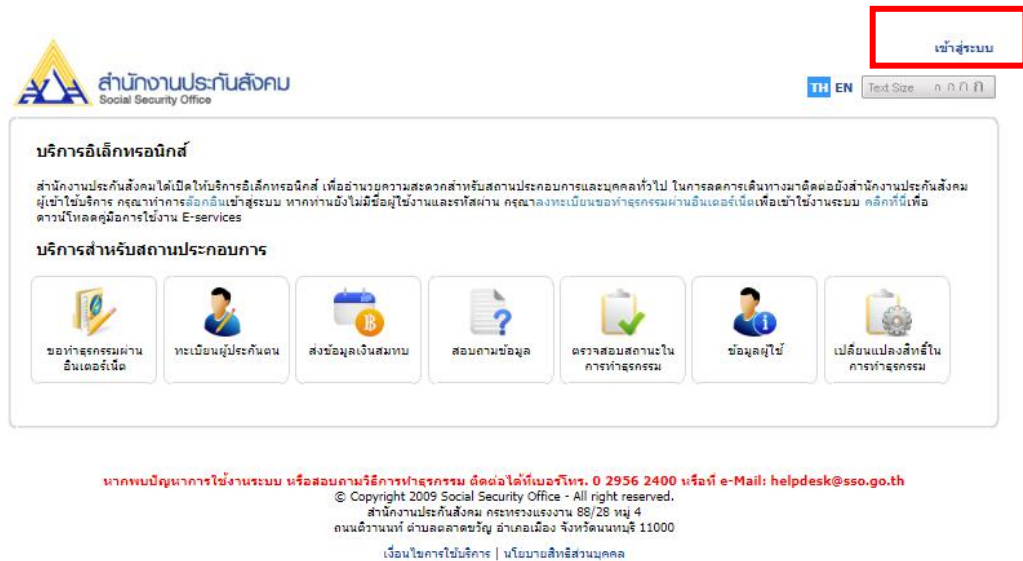 เข้าสู่ระบบ
สำนักงานประกันสังคม
Social Security Office
TH EN Text Size ก ก ก ก
บริการอิเล็กทรอนิกส์
สำนักงานประกันสังคมได้เปิดให้บริการอิเล็กทรอนิกส์ เพื่ออำนวยความสะดวกสำหรับสถานประกอบการและบุคคลทั่วไป ในการลดการเดินทางมาติดต่อยังสำนักงานประกันสังคม
ผู้เข้าใช้บริการ กรุณาทำการล้อกอินเข้าสู่ระบบ หากท่านยังไม่มีชื่อผู้ใช้งานและรหัสผ่าน กรุณาลงทะเบียนขอทำธุรกรรมผ่านอินเตอร์เน็ตเพื่อเข้าใช้งานระบบ คลิกที่นี่เพื่อ
ดาวน์โหลดคู่มือการใช้งาน E-services
บริการสำหรับสถานประกอบการ
ขอทำธุรกรรมผ่าน
อินเตอร์เน็ต
ทะเบียนผู้ประกันตน
ส่งข้อมูลเงินสมทบ
สอบถามข้อมูล
ตรวจสอบสถานะใน
การทำธุรกรรม
ข้อมูลผู้ใช้
เปลี่ยนแปลงสิทธิ์ใน
การทำธุรกรรม
หากพบปัญหาการใช้งานระบบ หรือสอบถามวิธีการทำธุรกรรม ติดต่อได้ที่เบอร์โทร. 0 2956 2400 หรือที่ e-Mail: helpdesk@sso.go.th
© Copyright 2009 Social Security Office - All right reserved.
สำนักงานประกันสังคม กระทรวงแรงงาน 88/28 หมู่ 4
ถนนติวานนท์ ตำบลตลาดขวัญ อำเภอเมือง จังหวัดนนทบุรี 11000
เงื่อนไขการใช้บริการ | นโยบายสิทธิส่วนบุคคล